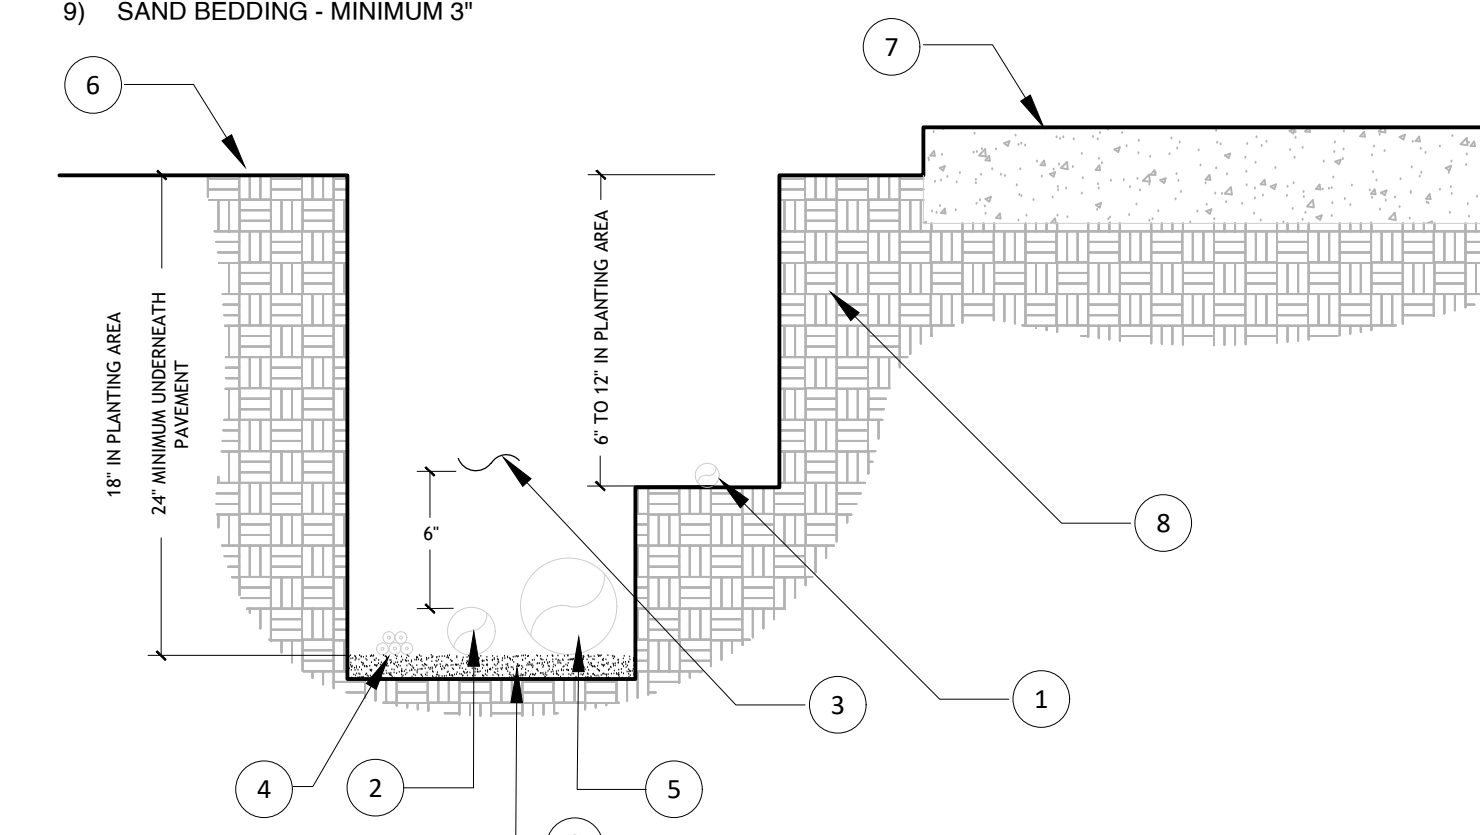 9) SAND BEDDING - MINIMUM 3"
7
6
18" IN PLANTING AREA
24" MINIMUM UNDERNEATH
PAVEMENT
6" TO 12" IN PLANTING AREA
6"
8
3
1
4
2
5